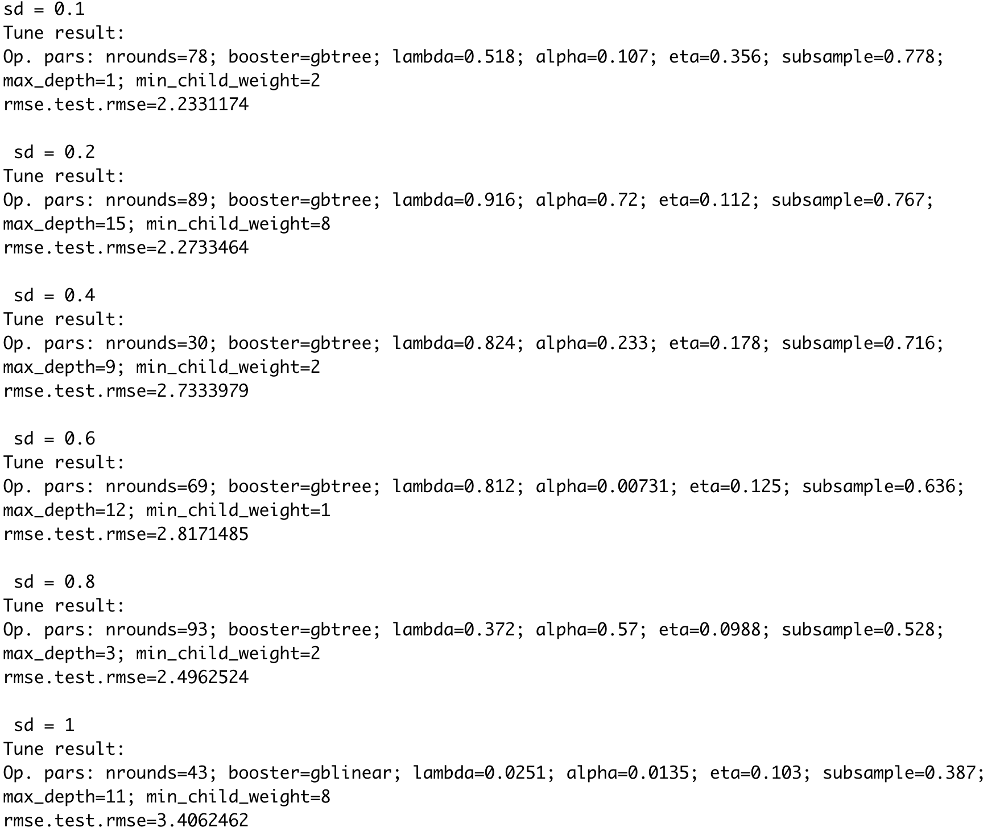 sd = 0.1
Tune result:
Op. pars: nrounds=78; booster=gbtree; lambda=0.518; alpha=0.107; eta=0.356; subsample=0.778;
max_depth=1; min_child_weight=2
rmse.test.rmse=2.2331174
sd = 0.2
Tune result:
Op. pars: nrounds=89; booster=gbtree; lambda=0.916; alpha=0.72; eta=0.112; subsample=0.767;
max_depth=15; min_child_weight=8
rmse.test.rmse=2.2733464
sd = 0.4
Tune result:
Op. pars: nrounds=30; booster=gbtree; lambda=0.824; alpha=0.233; eta=0.178; subsample=0.716;
max_depth=9; min_child_weight=2
rmse.test.rmse=2.7333979
sd = 0.6
Tune result:
Op. pars: nrounds=69; booster=gbtree; lambda=0.812; alpha=0.00731; eta=0.125; subsample=0.636;
max_depth=12; min_child_weight=1
rmse.test.rmse=2.8171485
sd = 0.8
Tune result:
Op. pars: nrounds=93; booster=gbtree; lambda=0.372; alpha=0.57; eta=0.0988; subsample=0.528;
max_depth=3; min_child_weight=2
rmse.test.rmse=2.4962524
sd = 1
Tune result:
Op. pars: nrounds=43; booster=gblinear; lambda=0.0251; alpha=0.0135; eta=0.103; subsample=0.387;
max_depth=11; min_child_weight=8
rmse.test.rmse=3.4062462